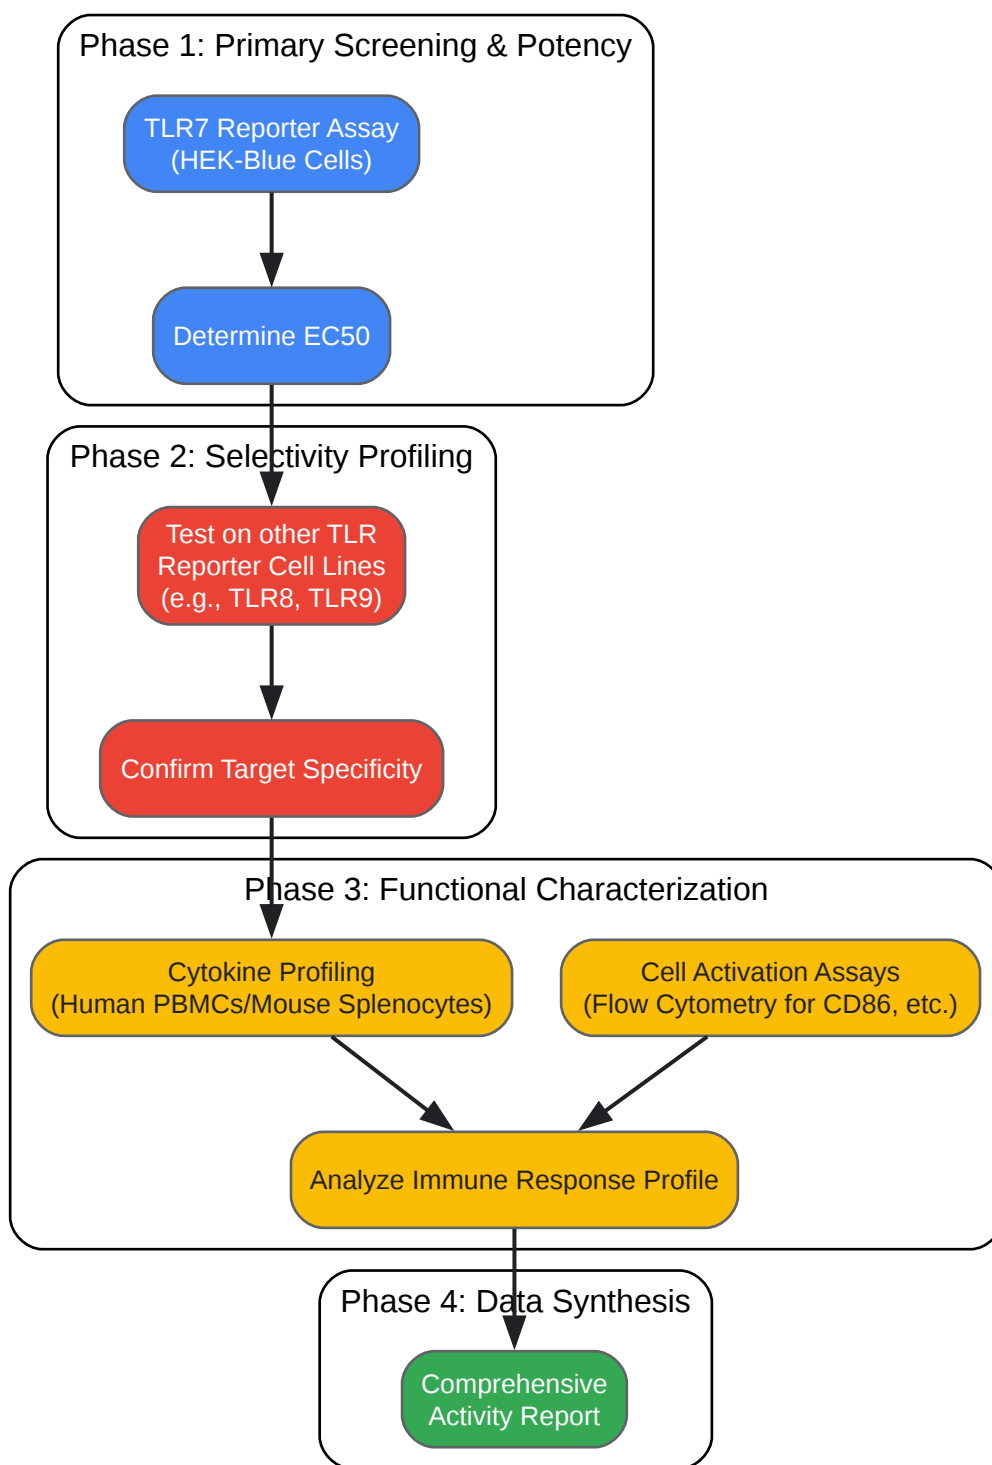 Phase 1: Primary Screening & Potency
TLR7 Reporter Assay
(HEK-Blue Cells)
Determine EC50
Phase 2: Selectivity Profiling
Test on other TLR
Reporter Cell Lines
(e.g., TLR8, TLR9)
Confirm Target Specificity
Phase 3: Functional Characterization
Cytokine Profiling
(Human PBMCs/Mouse Splenocytes)
Cell Activation Assays
(Flow Cytometry for CD86, etc.)
Analyze Immune Response Profile
Phase 4: Data Synthesis
Comprehensive
Activity Report